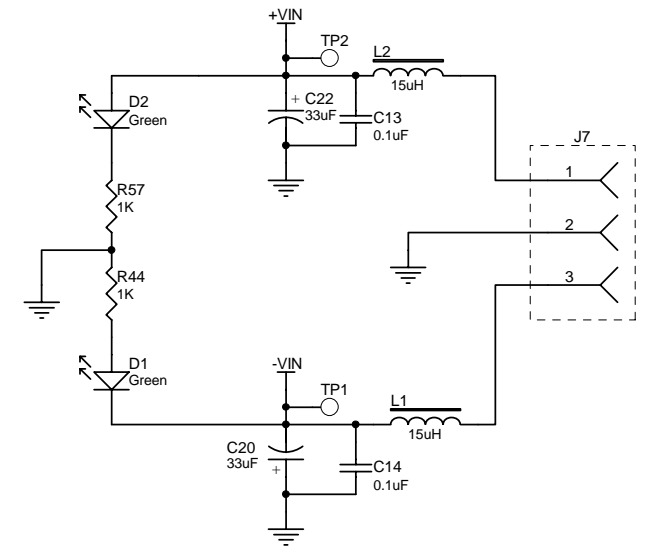 +VIN
TP2
L2
15uH
D2
Green
+ C22
33uF
C13
0.1uF
J7
1
R57
1K
2
R44
1K
3
D1
Green
-VIN
TP1
L1
15uH
C20
33uF
+
C14
0.1uF